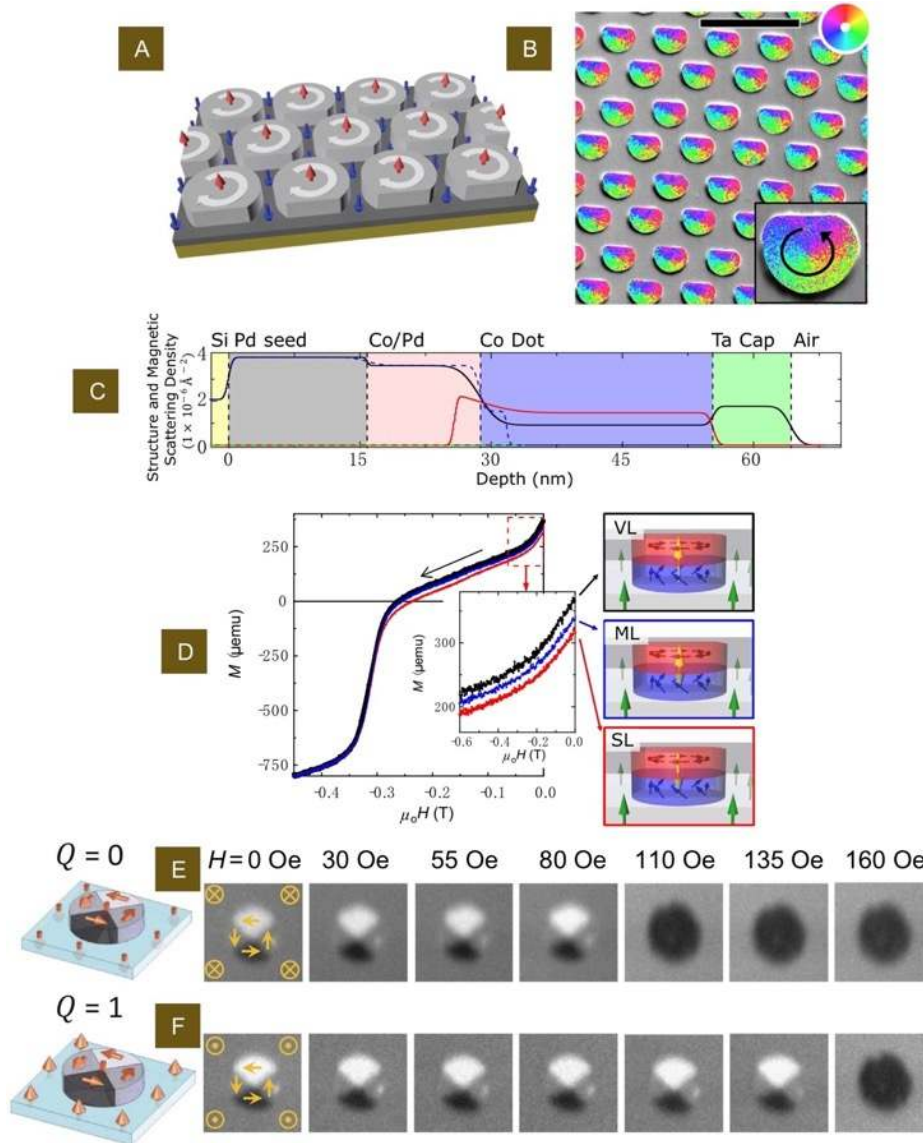 A
B
C
Si Pd seed Co/Pd Co Dot Ta Cap Air
Structure and Magnetic
Scattering Density
(1 × 10⁻⁶ Å⁻²)
4
2
0
0 15 30 45 60
Depth (nm)
D
M (µemu)
250
0
-250
-500
-750
-0.4 -0.3 -0.2 -0.1 0.0
µ₀H (T)
M (µemu)
300
200
-0.6 -0.4 -0.2 0.0
µ₀H (T)
VL
ML
SL
Q = 0
E
H = 0 Oe 30 Oe 55 Oe 80 Oe 110 Oe 135 Oe 160 Oe
Q = 1
F